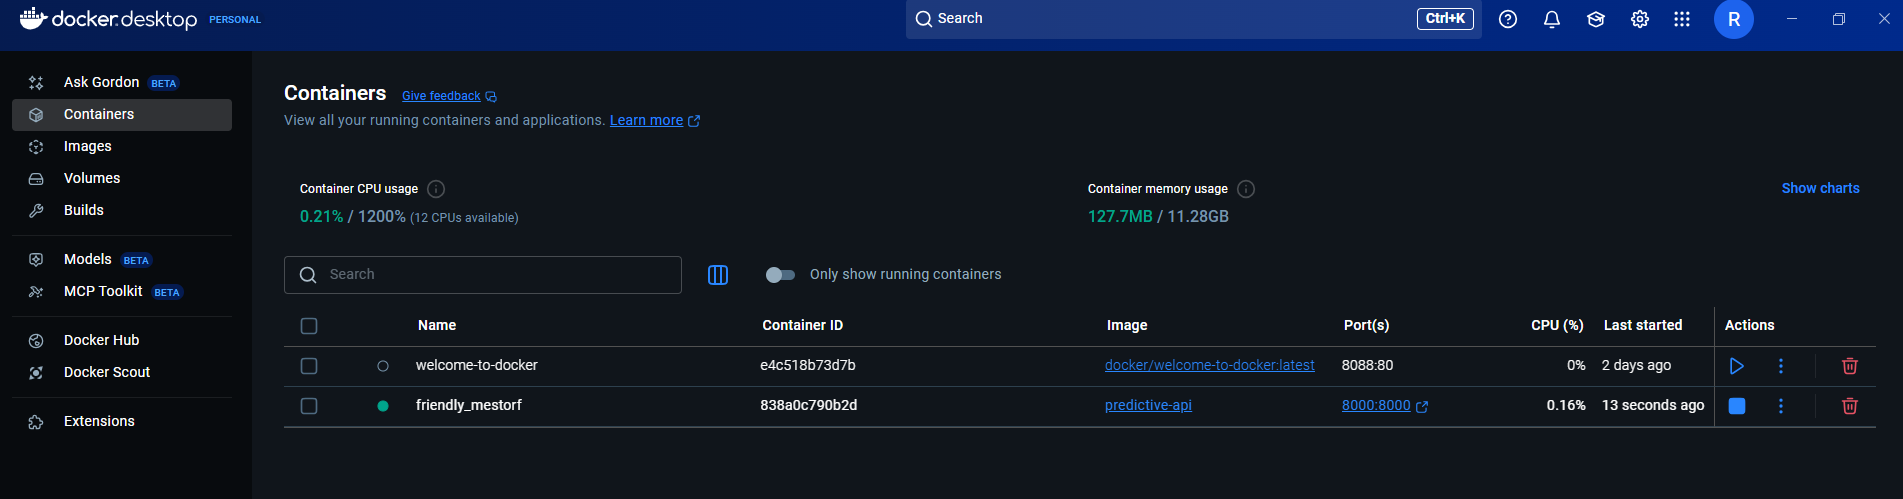 docker.desktop PERSONAL
Search
Ctrl+K
R
Ask Gordon BETA
Containers
Images
Volumes
Builds
Models BETA
MCP Toolkit BETA
Docker Hub
Docker Scout
Extensions
Containers Give feedback
View all your running containers and applications. Learn more
Container CPU usage
0.21% / 1200% (12 CPUs available)
Container memory usage
127.7MB / 11.28GB
Show charts
Search
Only show running containers
Name Container ID Image Port(s) CPU (%) Last started Actions
welcome-to-docker e4c518b73d7b docker/welcome-to-docker:latest 8088:80 0% 2 days ago
friendly_mestorf 838a0c790b2d predictive-api 8000:8000 0.16% 13 seconds ago